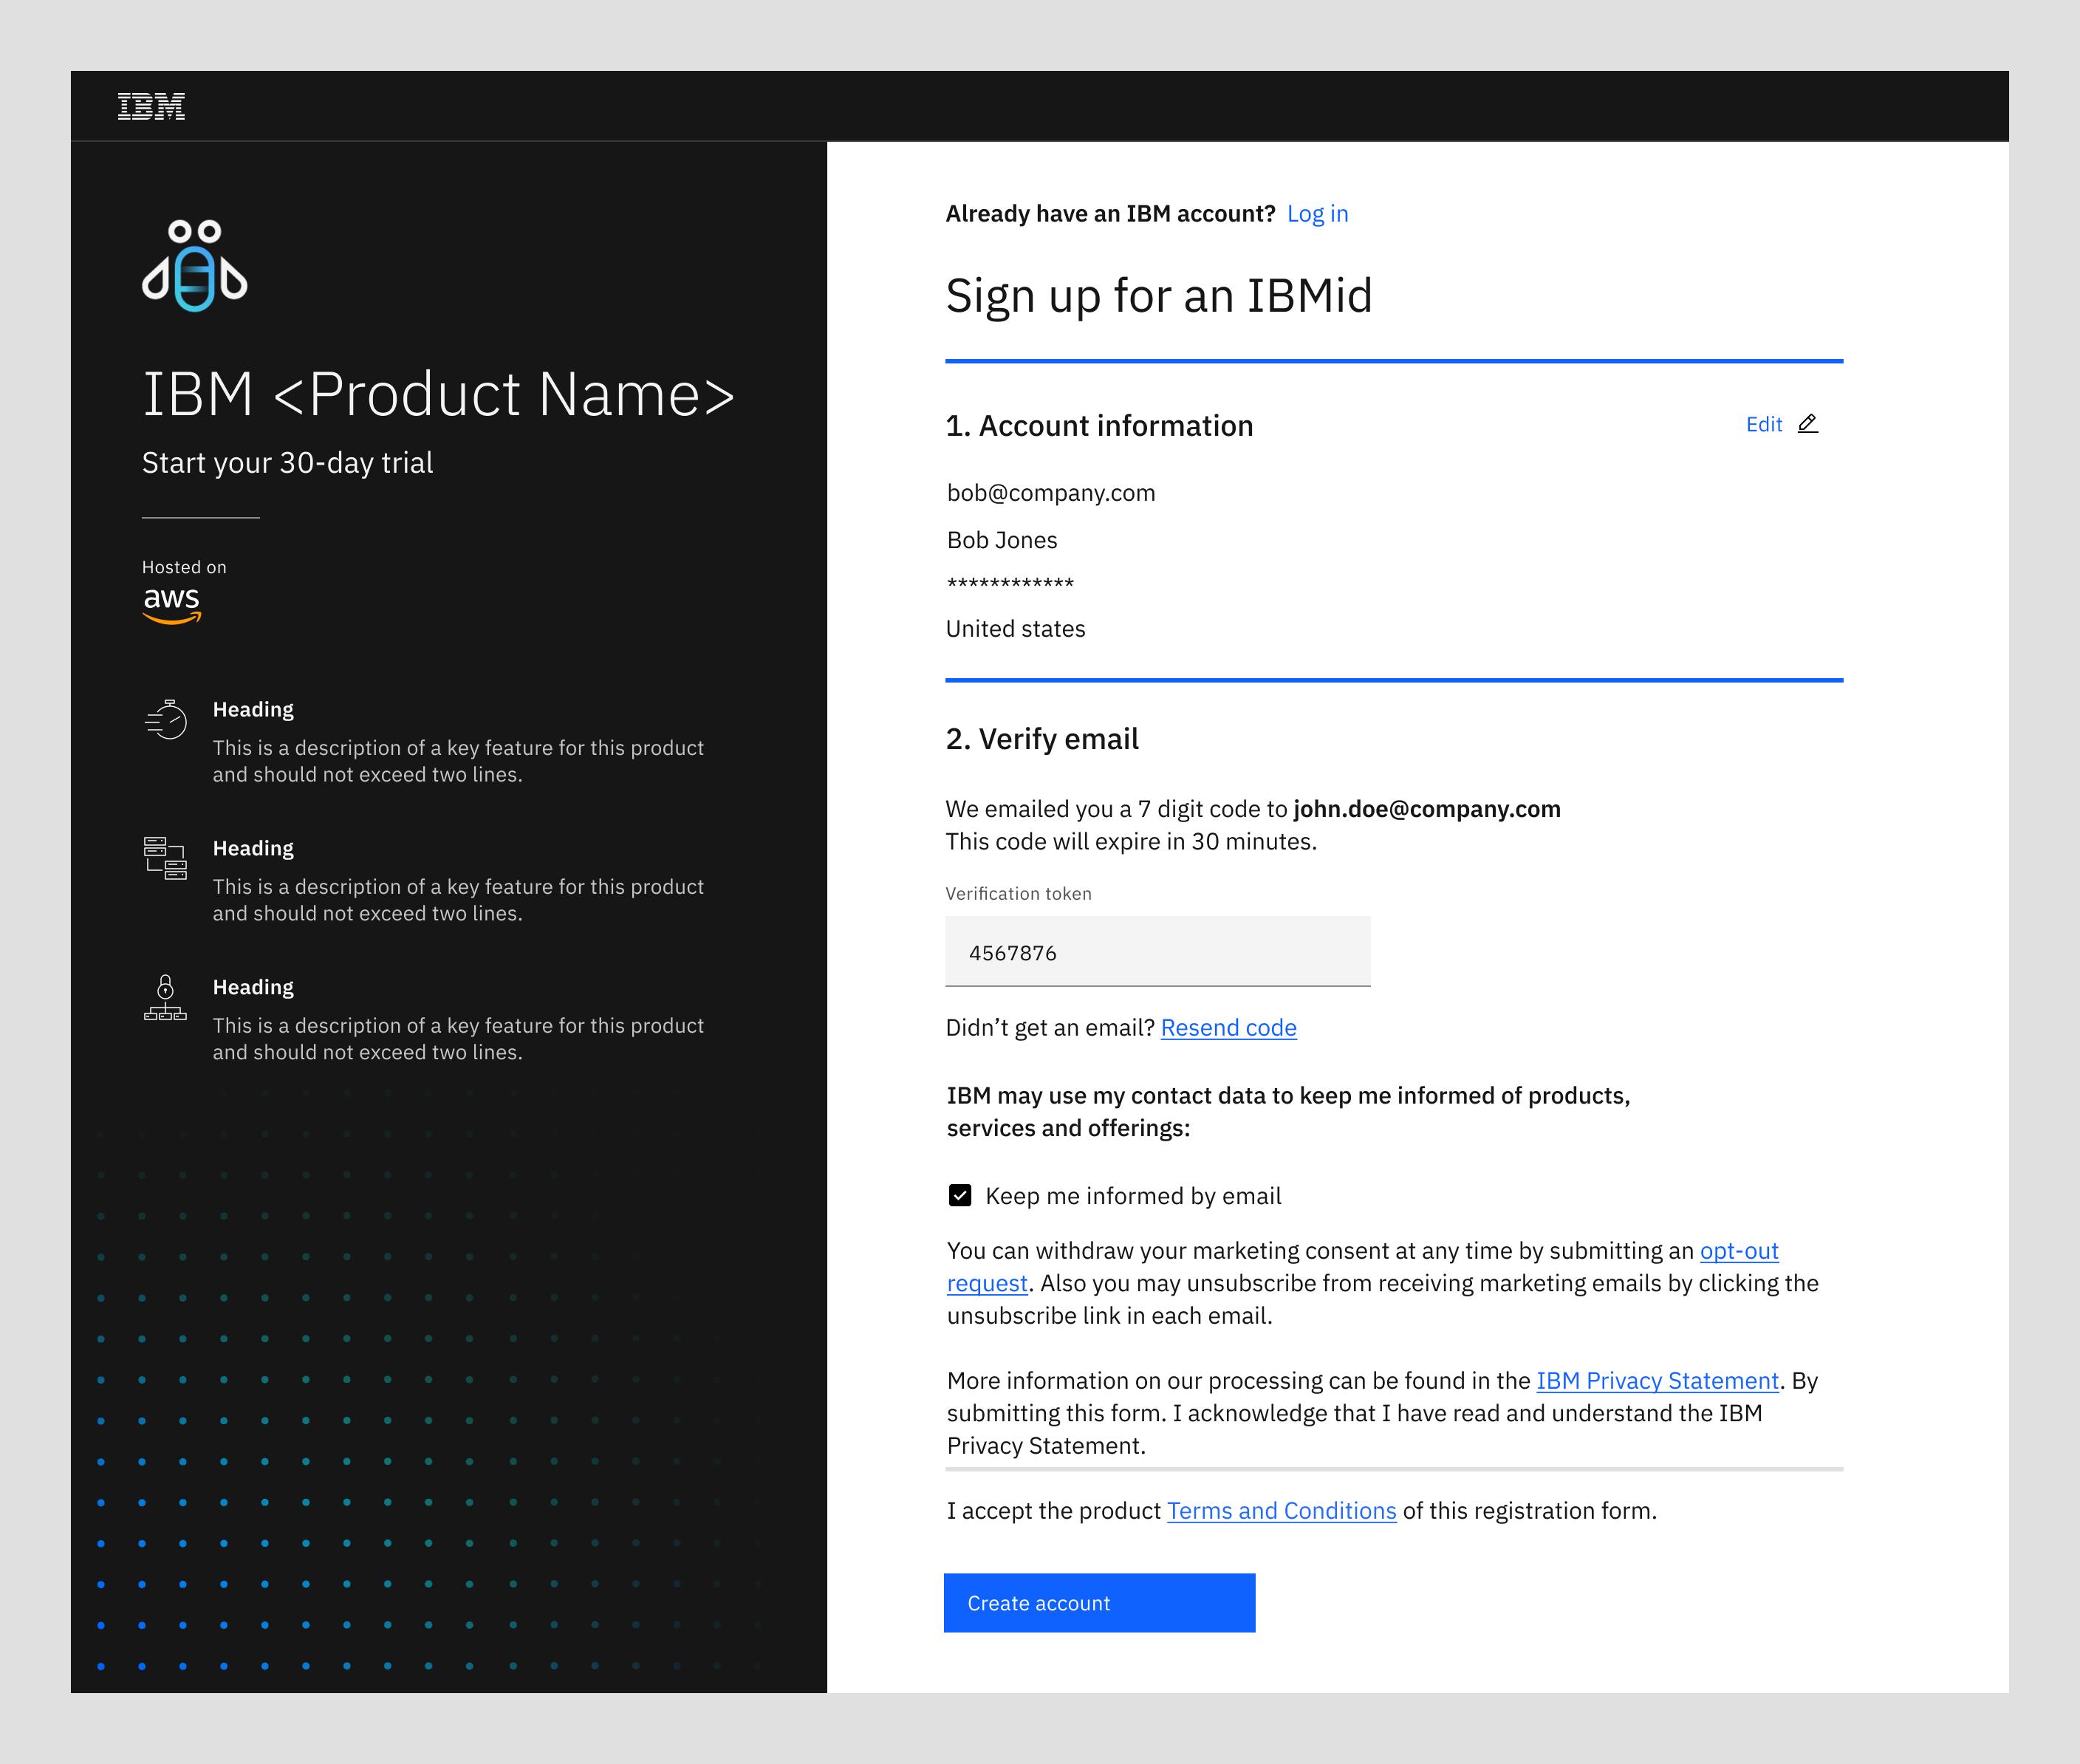 IBM
IBM <Product Name>
Start your 30-day trial
Hosted on
aws
Heading
This is a description of a key feature for this product
and should not exceed two lines.
Heading
This is a description of a key feature for this product
and should not exceed two lines.
Heading
This is a description of a key feature for this product
and should not exceed two lines.
Already have an IBM account? Log in
Sign up for an IBMid
1. Account information
Edit
bob@company.com
Bob Jones
************
United states
2. Verify email
We emailed you a 7 digit code to john.doe@company.com
This code will expire in 30 minutes.
Verification token
4567876
Didn’t get an email? Resend code
IBM may use my contact data to keep me informed of products,
services and offerings:
Keep me informed by email
You can withdraw your marketing consent at any time by submitting an opt-out
request. Also you may unsubscribe from receiving marketing emails by clicking the
unsubscribe link in each email.
More information on our processing can be found in the IBM Privacy Statement. By
submitting this form. I acknowledge that I have read and understand the IBM
Privacy Statement.
I accept the product Terms and Conditions of this registration form.
Create account